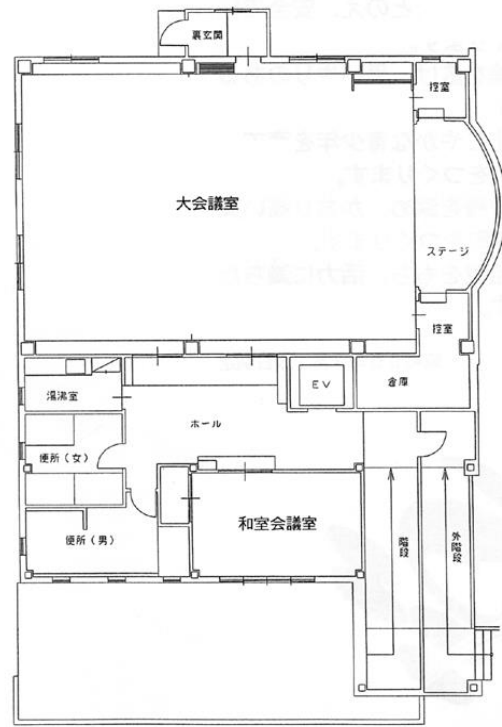 裏玄関
控室
大会議室
ステージ
控室
湯沸室
EV
倉庫
ホール
便所（女）
和室会議室
便所（男）
階段
外階段